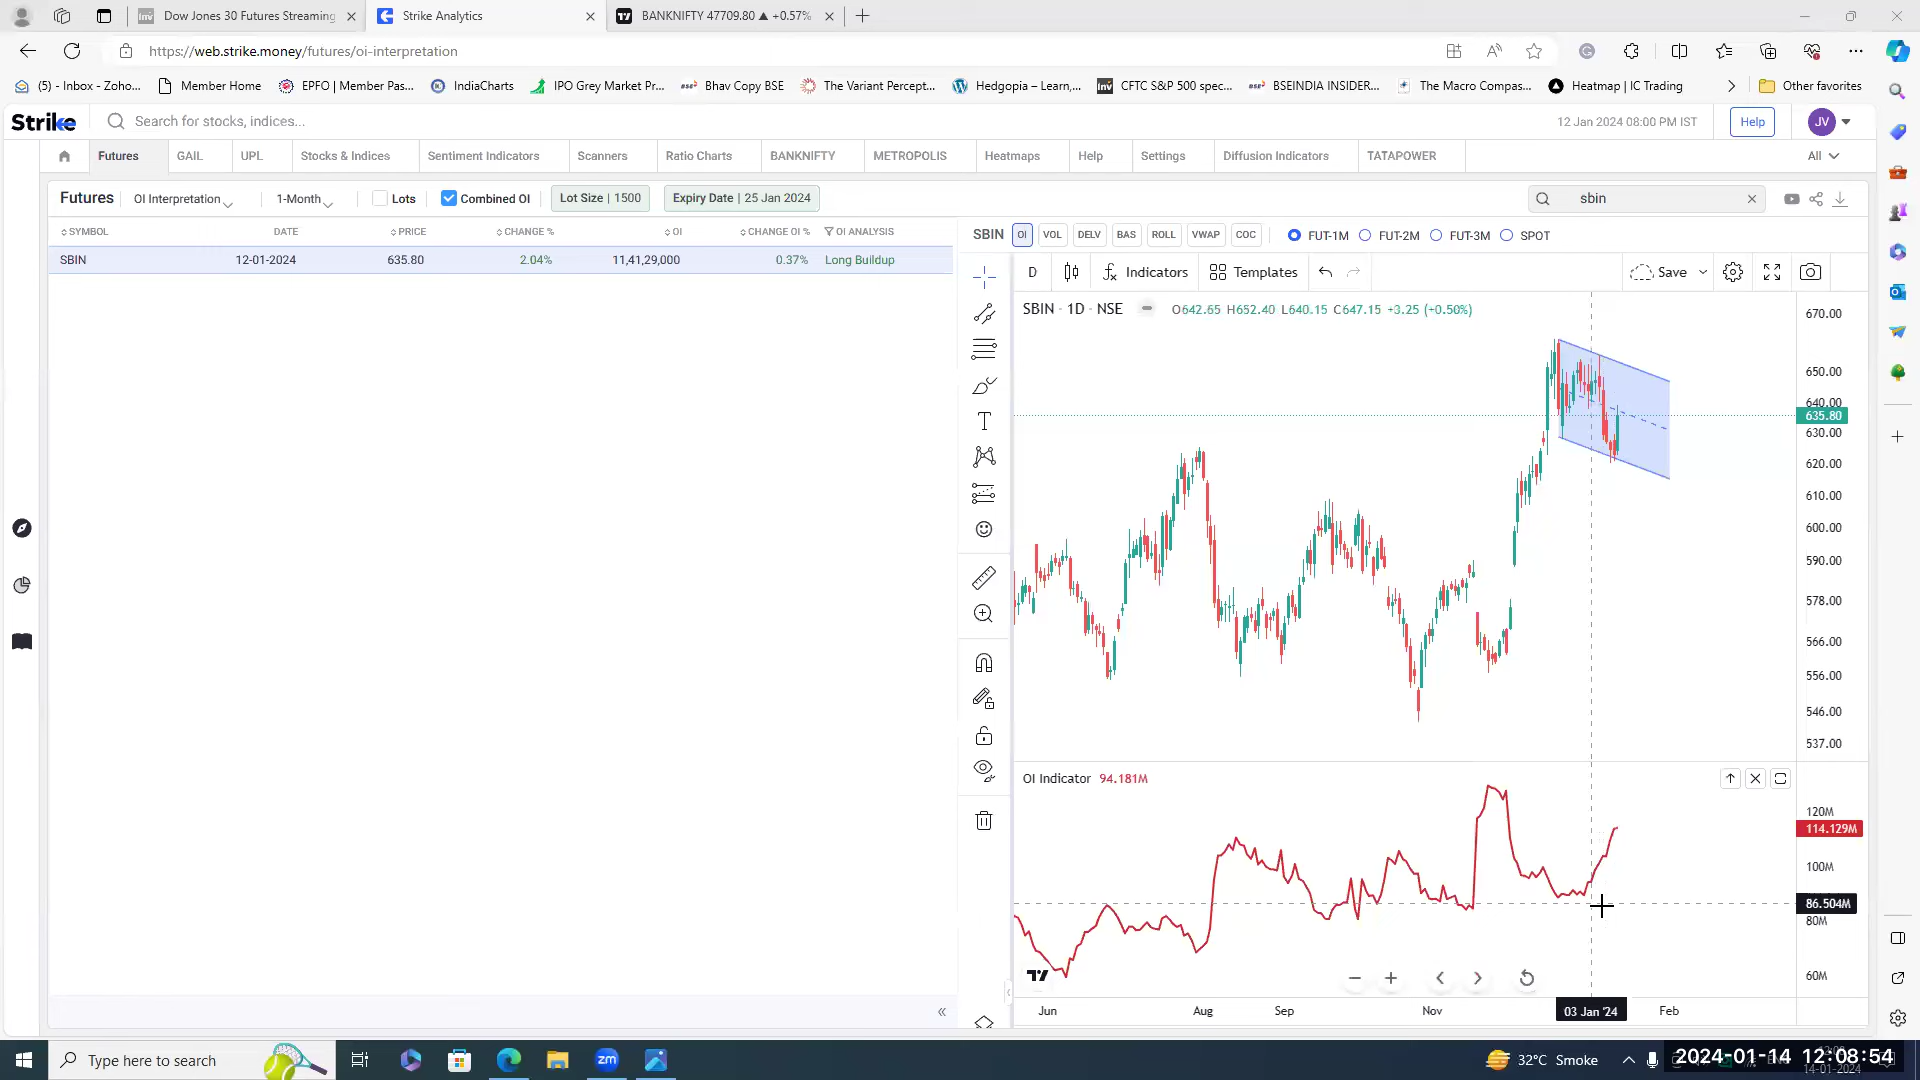 Dow Jones 30 Futures Streaming
Strike Analytics
BANKNIFTY 47709.80 ▲ +0.57%
https://web.strike.money/futures/oi-interpretation
(5) - Inbox - Zoho...
Member Home
EPFO | Member Pas...
IndiaCharts
IPO Grey Market Pr...
Bhav Copy BSE
The Variant Percept...
Hedgopia – Learn,...
CFTC S&P 500 spec...
BSEINDIA INSIDER...
The Macro Compas...
Heatmap | IC Trading
Other favorites
Strike
Search for stocks, indices...
12 Jan 2024 08:00 PM IST
Help
JV
Futures
GAIL
UPL
Stocks & Indices
Sentiment Indicators
Scanners
Ratio Charts
BANKNIFTY
METROPOLIS
Heatmaps
Help
Settings
Diffusion Indicators
TATAPOWER
All
Futures
OI Interpretation
1-Month
Lots
Combined OI
Lot Size | 1500
Expiry Date | 25 Jan 2024
sbin
SYMBOL DATE PRICE CHANGE % OI CHANGE OI % OI ANALYSIS
SBIN 12-01-2024 635.80 2.04% 11,41,29,000 0.37% Long Buildup
SBIN OI VOL DELV BAS ROLL VWAP COC FUT-1M FUT-2M FUT-3M SPOT
D Indicators Templates Save
SBIN · 1D · NSE O642.65 H652.40 L640.15 C647.15 +3.25 (+0.50%)
670.00
650.00
640.00
635.80
630.00
620.00
610.00
600.00
590.00
578.00
566.00
556.00
546.00
537.00
OI Indicator 94.181M
120M
114.129M
100M
86.504M
80M
60M
Jun Aug Sep Nov 03 Jan '24 Feb
Type here to search
zm
32°C Smoke
2024-01-14 12:08:54
14-01-2024